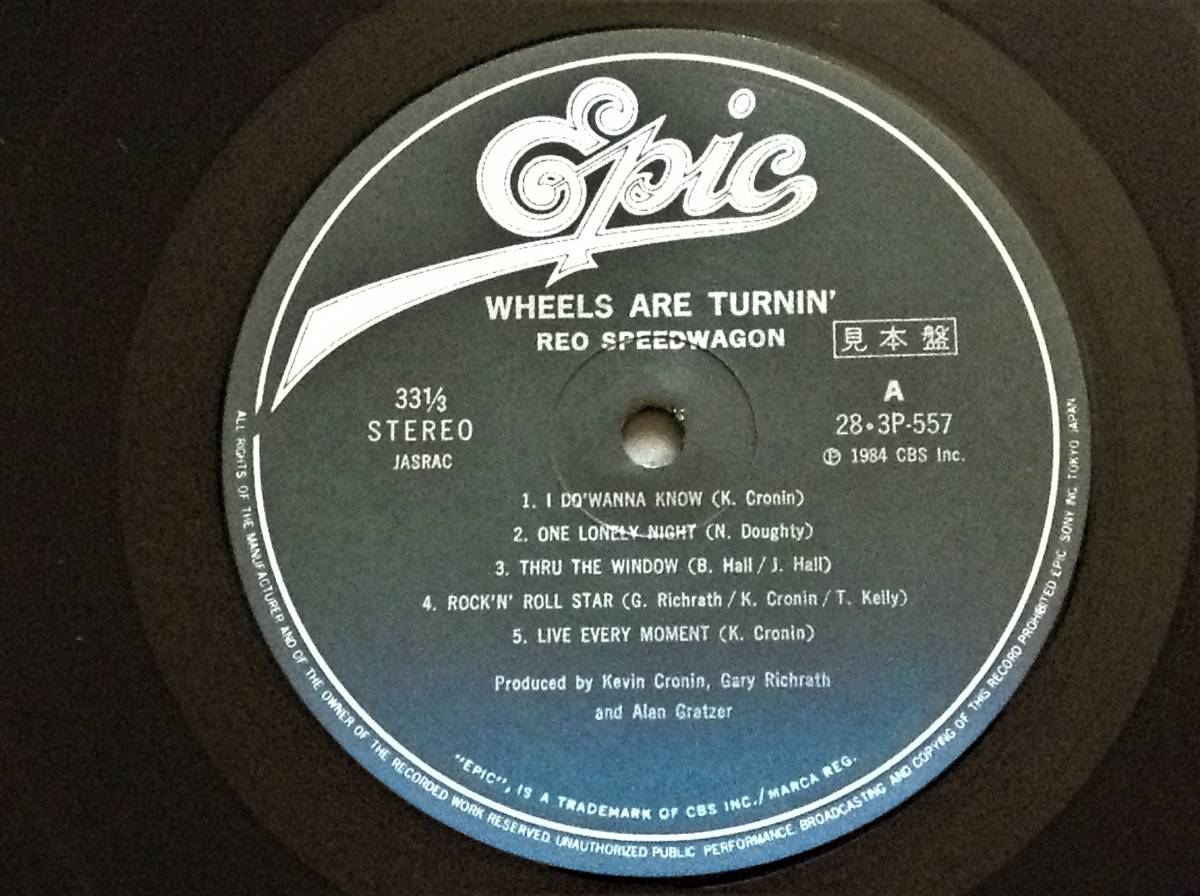 Epic
WHEELS ARE TURNIN'
REO SPEEDWAGON
見本盤
33⅓
STEREO
JASRAC
A
28・3P-557
℗ 1984 CBS Inc.
1. I DO'WANNA KNOW (K. Cronin)
2. ONE LONELY NIGHT (N. Doughty)
3. THRU THE WINDOW (B. Hall / J. Hall)
4. ROCK'N' ROLL STAR (G. Richrath / K. Cronin / T. Kelly)
5. LIVE EVERY MOMENT (K. Cronin)
Produced by Kevin Cronin, Gary Richrath
and Alan Gratzer
"EPIC", IS A TRADEMARK OF CBS INC./MARCA REG.
ALL RIGHTS OF THE MANUFACTURER AND OF THE OWNER OF THE RECORDED WORK RESERVED UNAUTHORIZED PUBLIC PERFORMANCE BROADCASTING AND COPYING OF THIS RECORD PROHIBITED EPIC SONY INC. TOKYO JAPAN